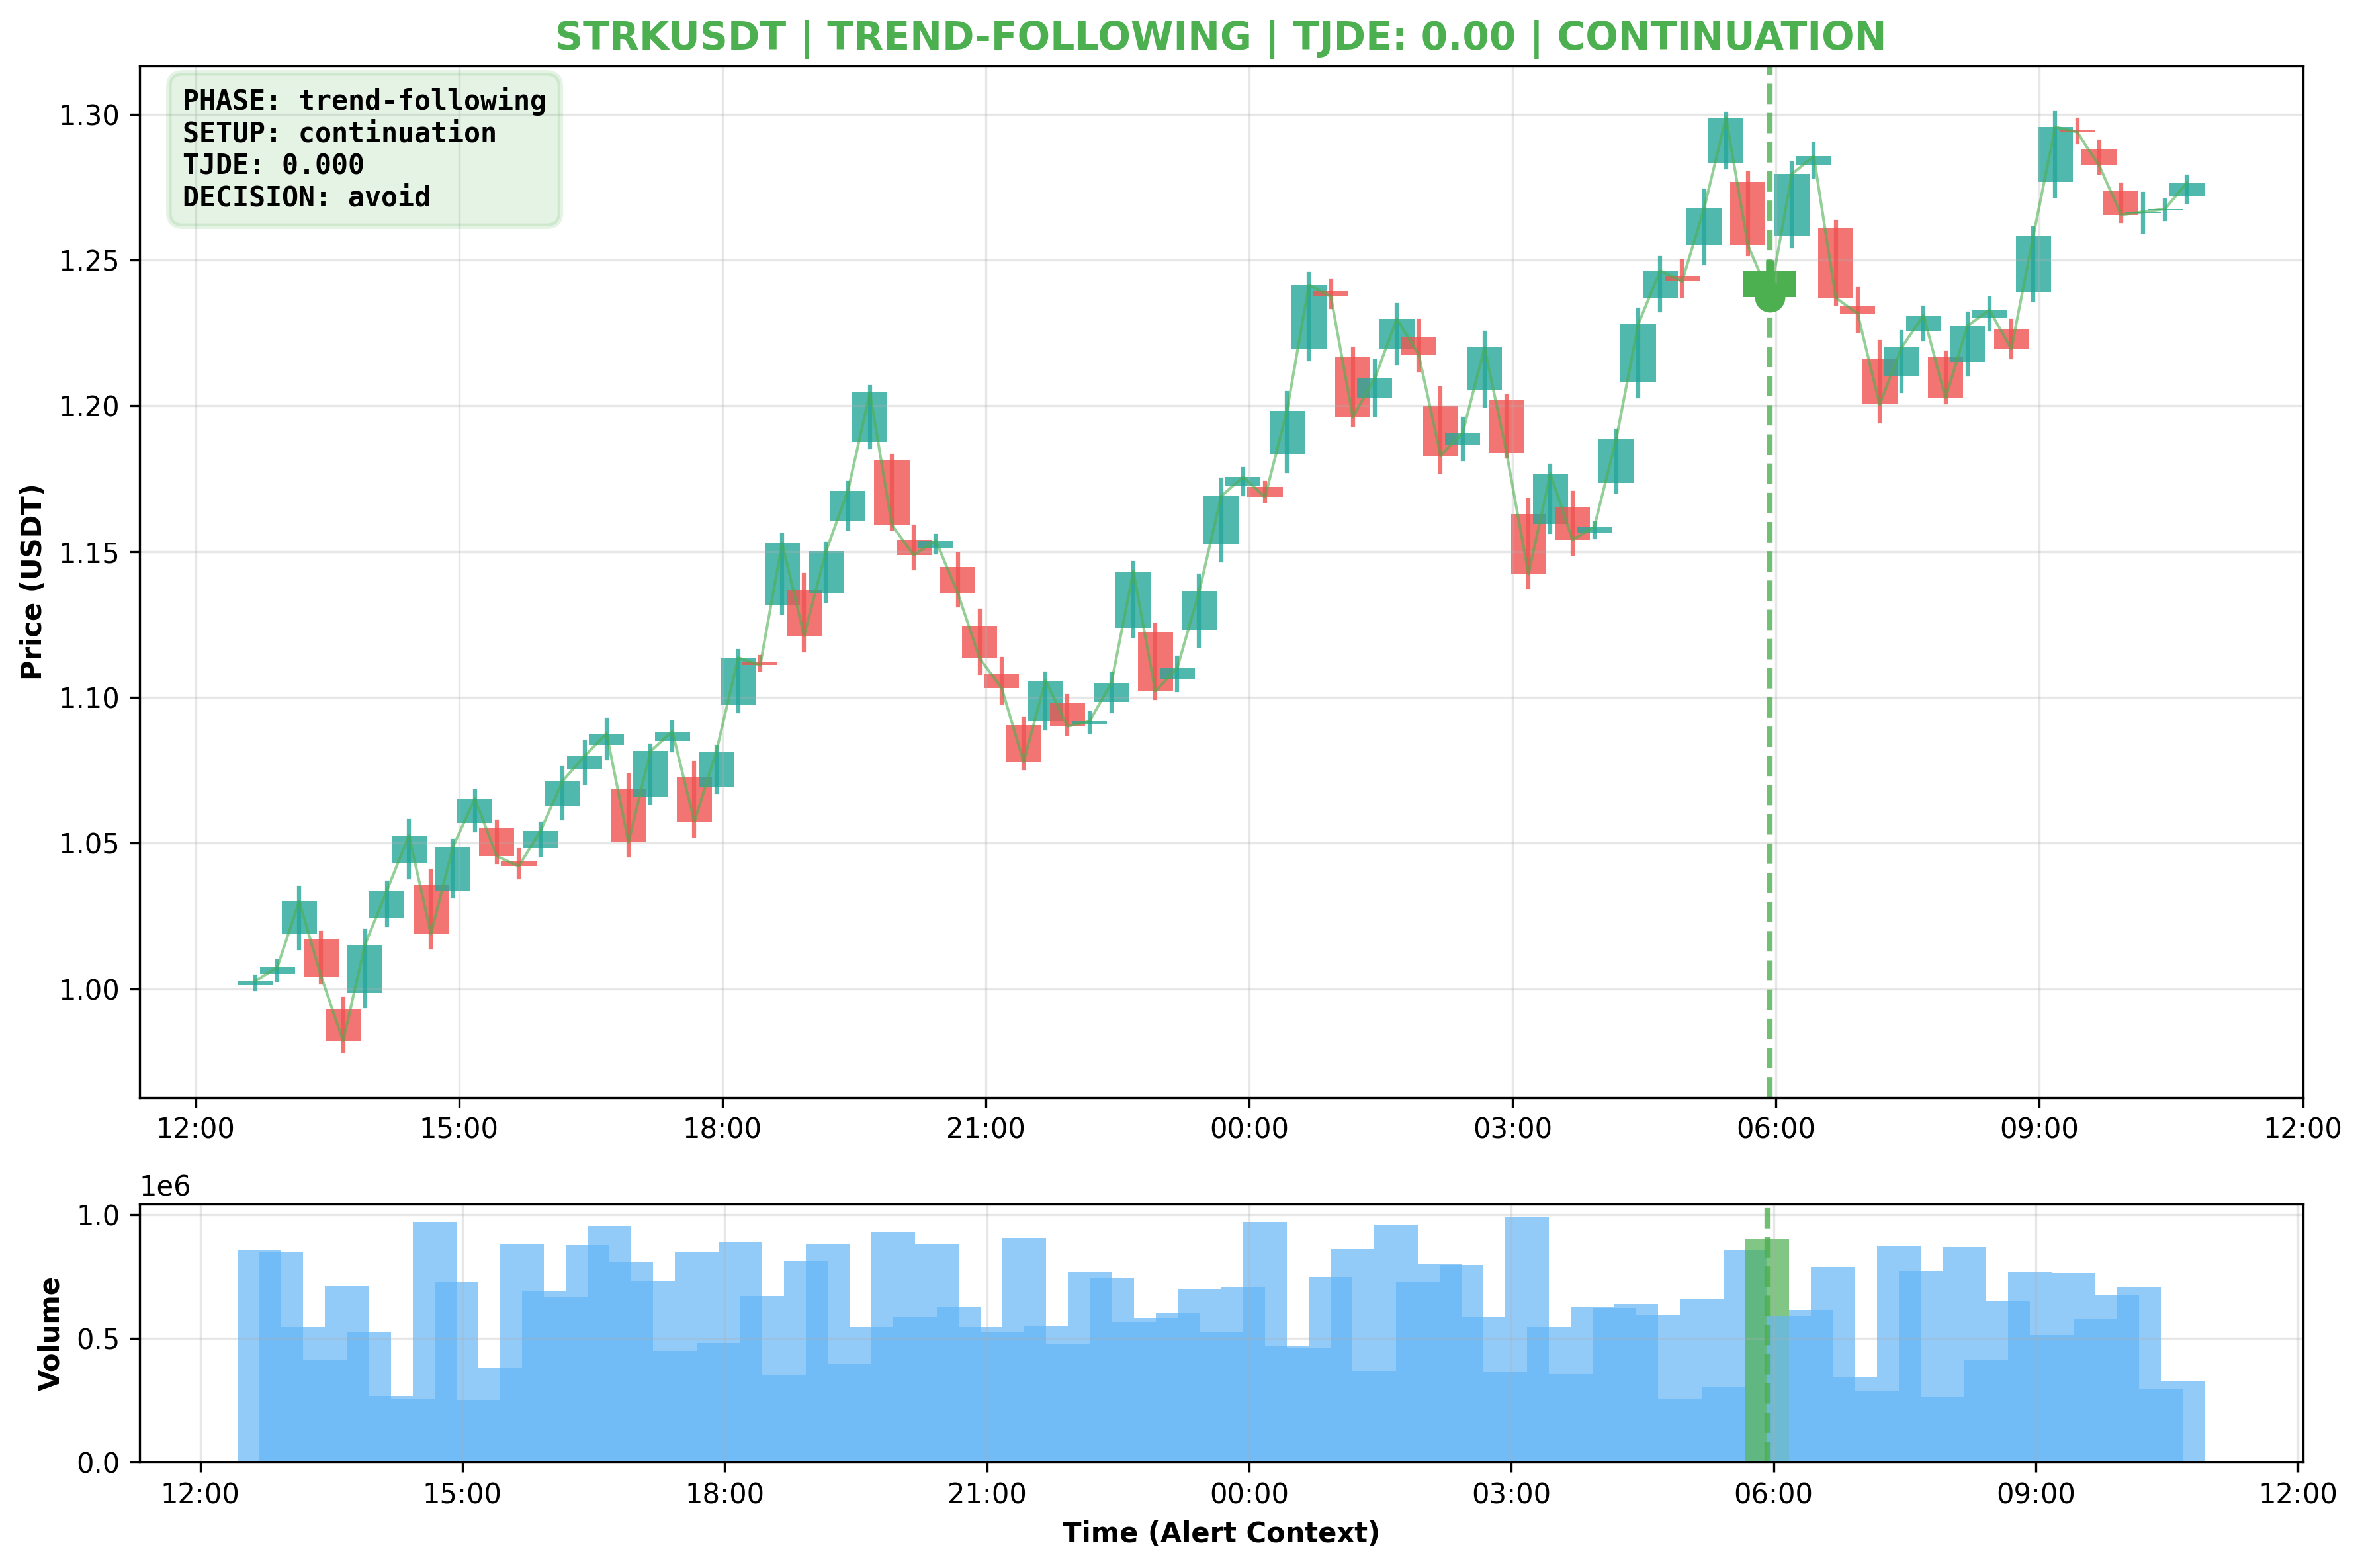 STRKUSDT | TREND-FOLLOWING | TJDE: 0.00 | CONTINUATION
PHASE: trend-following
SETUP: continuation
TJDE: 0.000
DECISION: avoid
Price (USDT)
1.30
1.25
1.20
1.15
1.10
1.05
1.00
12:00 15:00 18:00 21:00 00:00 03:00 06:00 09:00 12:00
1e6
Volume
1.0
0.5
0.0
12:00 15:00 18:00 21:00 00:00 03:00 06:00 09:00 12:00
Time (Alert Context)